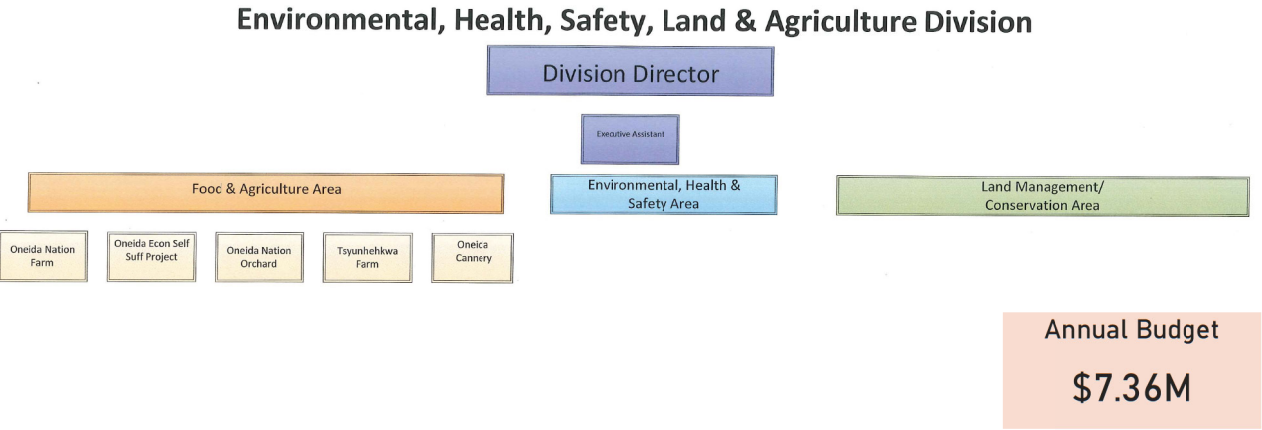 Environmental, Health, Safety, Land & Agriculture Division
Division Director
Executive Assistant
Fooc & Agriculture Area
Environmental, Health &
Safety Area
Land Management/
Conservation Area
Oneida Nation
Farm
Oneida Econ Self
Suff Project
Oneida Nation
Orchard
Tsyunhehkwa
Farm
Oneica
Cannery
Annual Budget
$7.36M